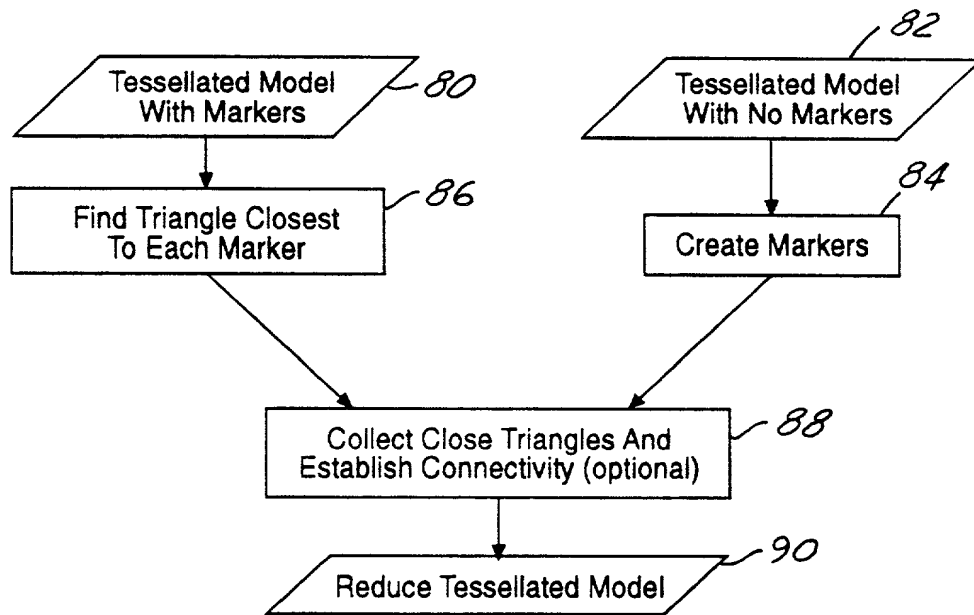 82
Tessellated Model
With Markers
80
Tessellated Model
With No Markers
86
Find Triangle Closest
To Each Marker
84
Create Markers
88
Collect Close Triangles And
Establish Connectivity (optional)
90
Reduce Tessellated Model